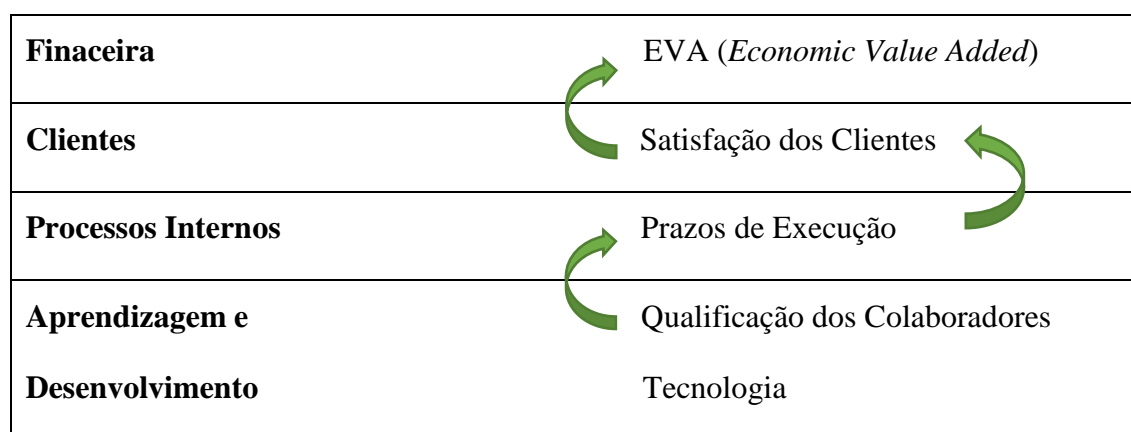 Finaceira EVA (Economic Value Added)
Clientes Satisfação dos Clientes
Processos Internos Prazos de Execução
Aprendizagem e Qualificação dos Colaboradores
Desenvolvimento Tecnologia